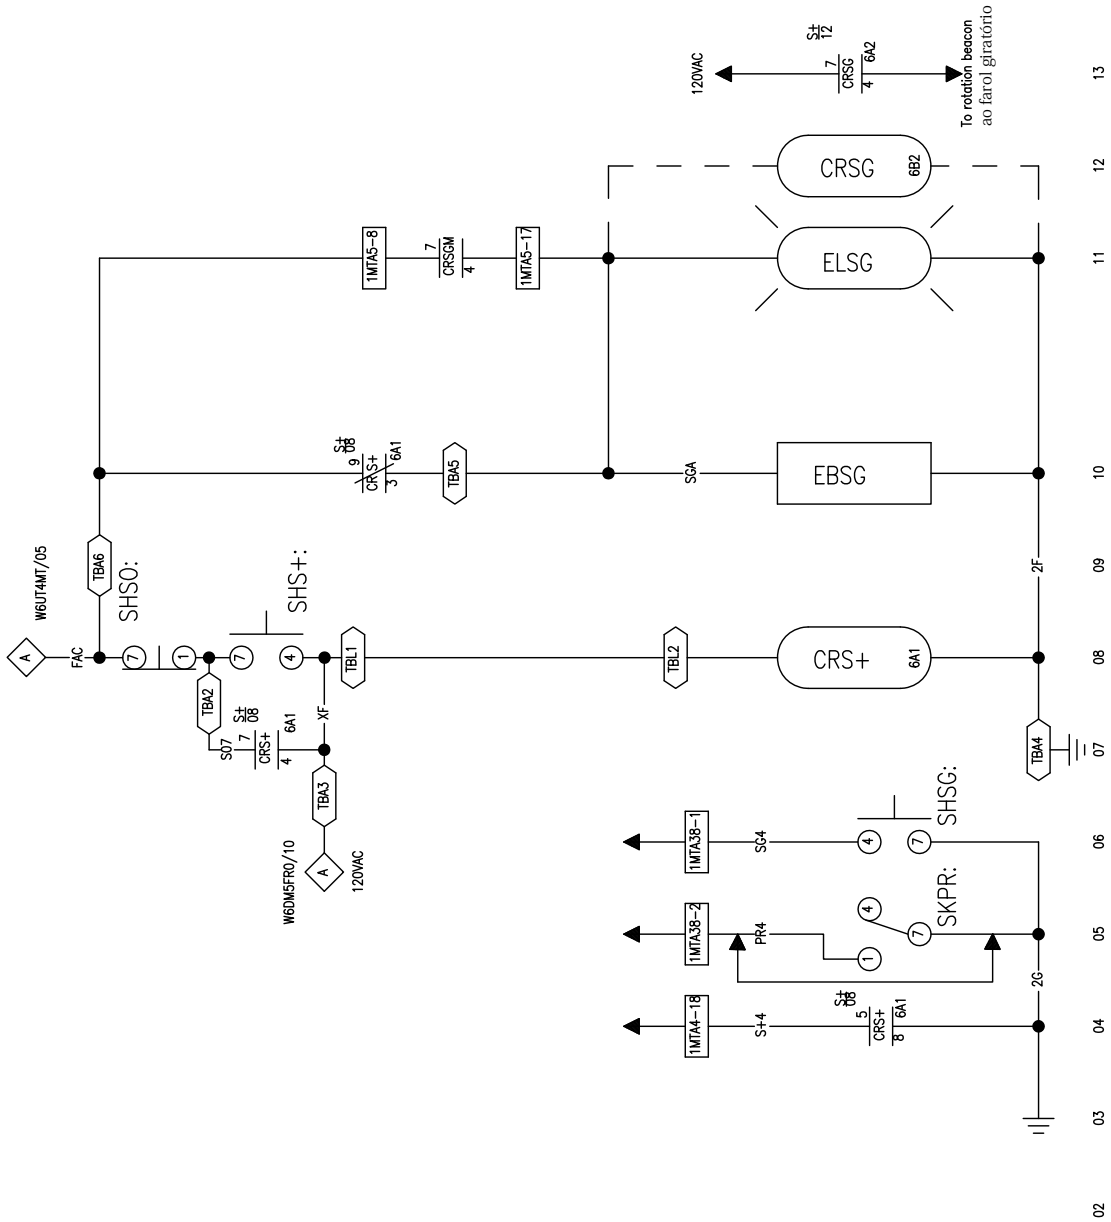 W6UT4MT/05
A
FAC
TBA6
SHS0:
7
1
7
4
SHS+:
TBA2
S07
S±
08
7
CRS+
4
6A1
XF
TBA3
A
W6DM5FR0/10
120VAC
TBL1
TBL2
CRS+
6A1
TBA4
2F
S±
08
9
CRS+
3
6A1
TBA5
SGA
EBSG
1MTA5-8
7
CRSGM
4
1MTA5-17
ELSG
CRSG
6B2
120VAC
S±
12
7
CRSG
4
6A2
To rotation beacon
ao farol giratório
1MTA38-1
SG4
4
7
SHSG:
1MTA38-2
PR4
4
1
7
SKPR:
1MTA4-18
S+4
S±
08
5
CRS+
8
6A1
2G
02
03
04
05
06
07
08
09
10
11
12
13